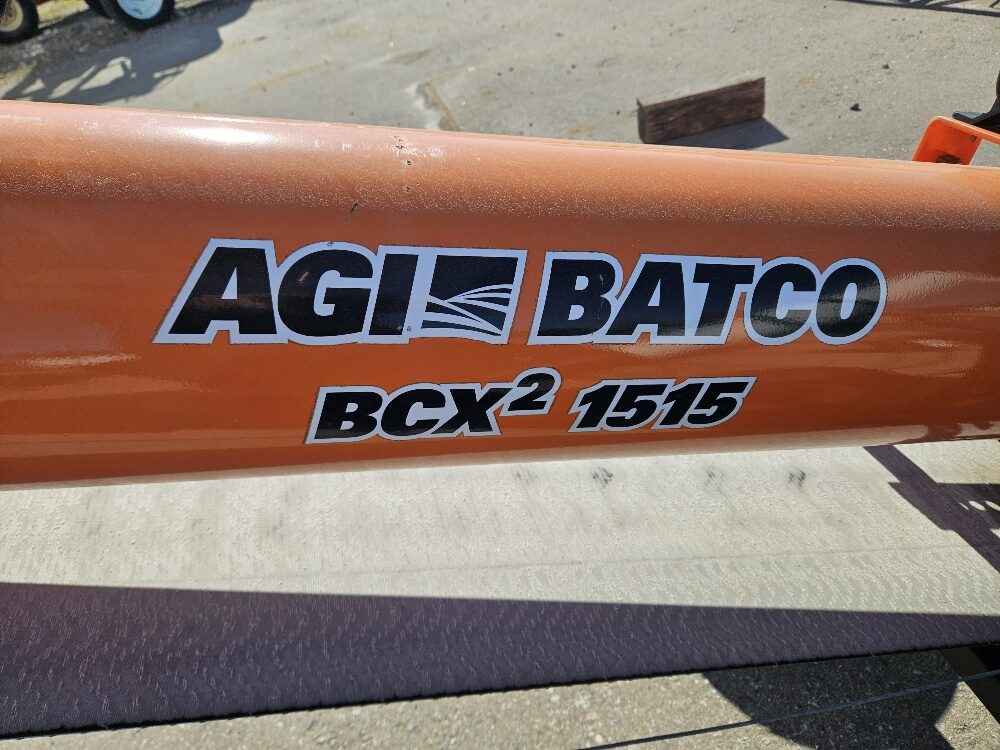 AGI BATCO
BCX² 1515